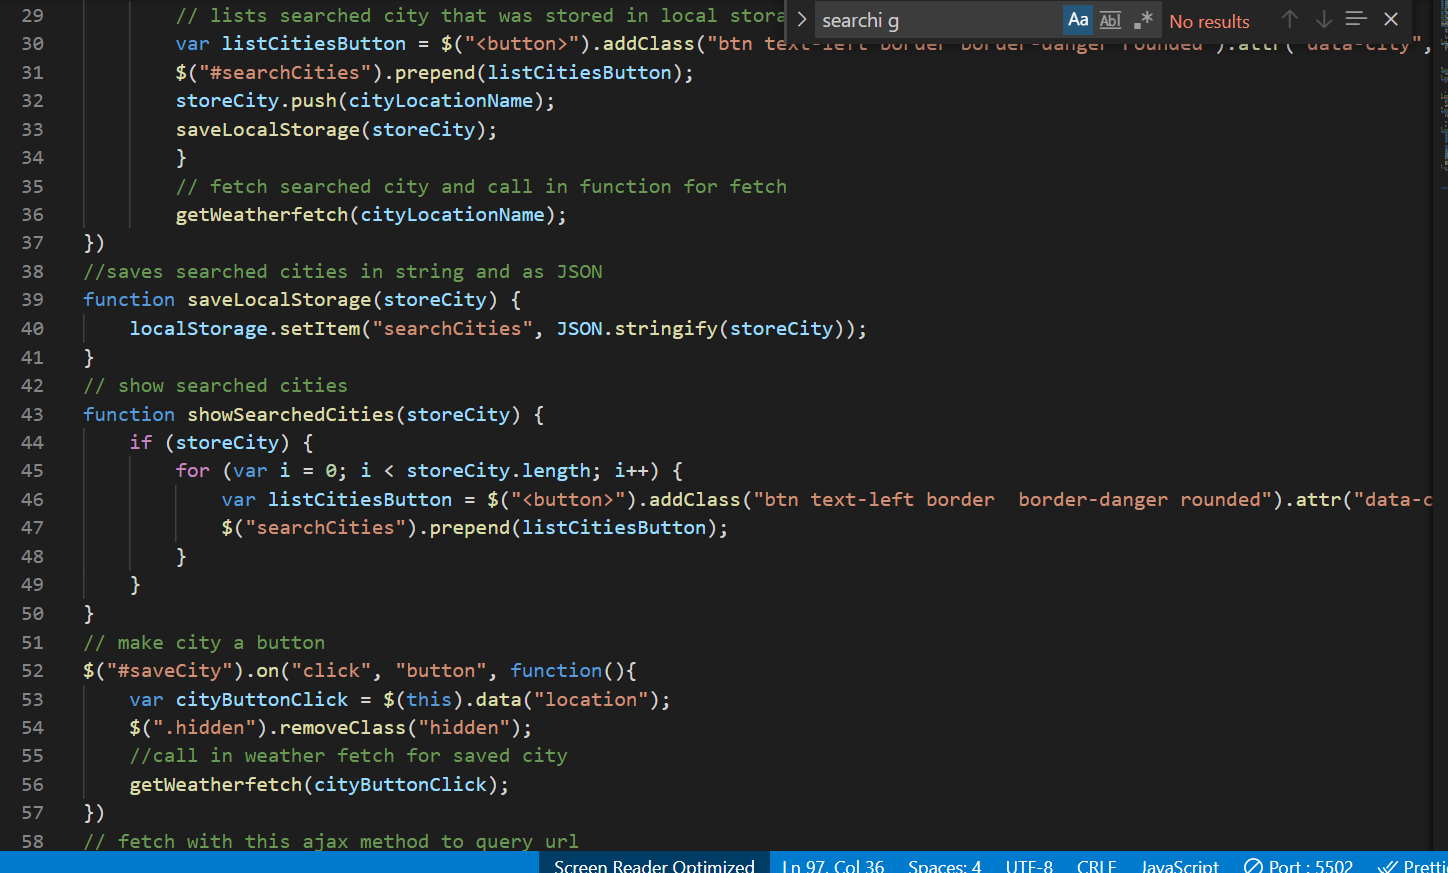 searchi g Aa Abl .* No results
29 // lists searched city that was stored in local stora
30 var listCitiesButton = $("<button>").addClass("btn text-left border border-danger rounded").attr("data-city",
31 $("#searchCities").prepend(listCitiesButton);
32 storeCity.push(cityLocationName);
33 saveLocalStorage(storeCity);
34 }
35 // fetch searched city and call in function for fetch
36 getWeatherfetch(cityLocationName);
37 })
38 //saves searched cities in string and as JSON
39 function saveLocalStorage(storeCity) {
40 localStorage.setItem("searchCities", JSON.stringify(storeCity));
41 }
42 // show searched cities
43 function showSearchedCities(storeCity) {
44 if (storeCity) {
45 for (var i = 0; i < storeCity.length; i++) {
46 var listCitiesButton = $("<button>").addClass("btn text-left border  border-danger rounded").attr("data-c
47 $("searchCities").prepend(listCitiesButton);
48 }
49 }
50 }
51 // make city a button
52 $("#saveCity").on("click", "button", function(){
53 var cityButtonClick = $(this).data("location");
54 $(".hidden").removeClass("hidden");
55 //call in weather fetch for saved city
56 getWeatherfetch(cityButtonClick);
57 })
58 // fetch with this ajax method to query url
Screen Reader Optimized Ln 97, Col 36 Spaces: 4 UTF-8 CRLF JavaScript Port : 5502 Pretti